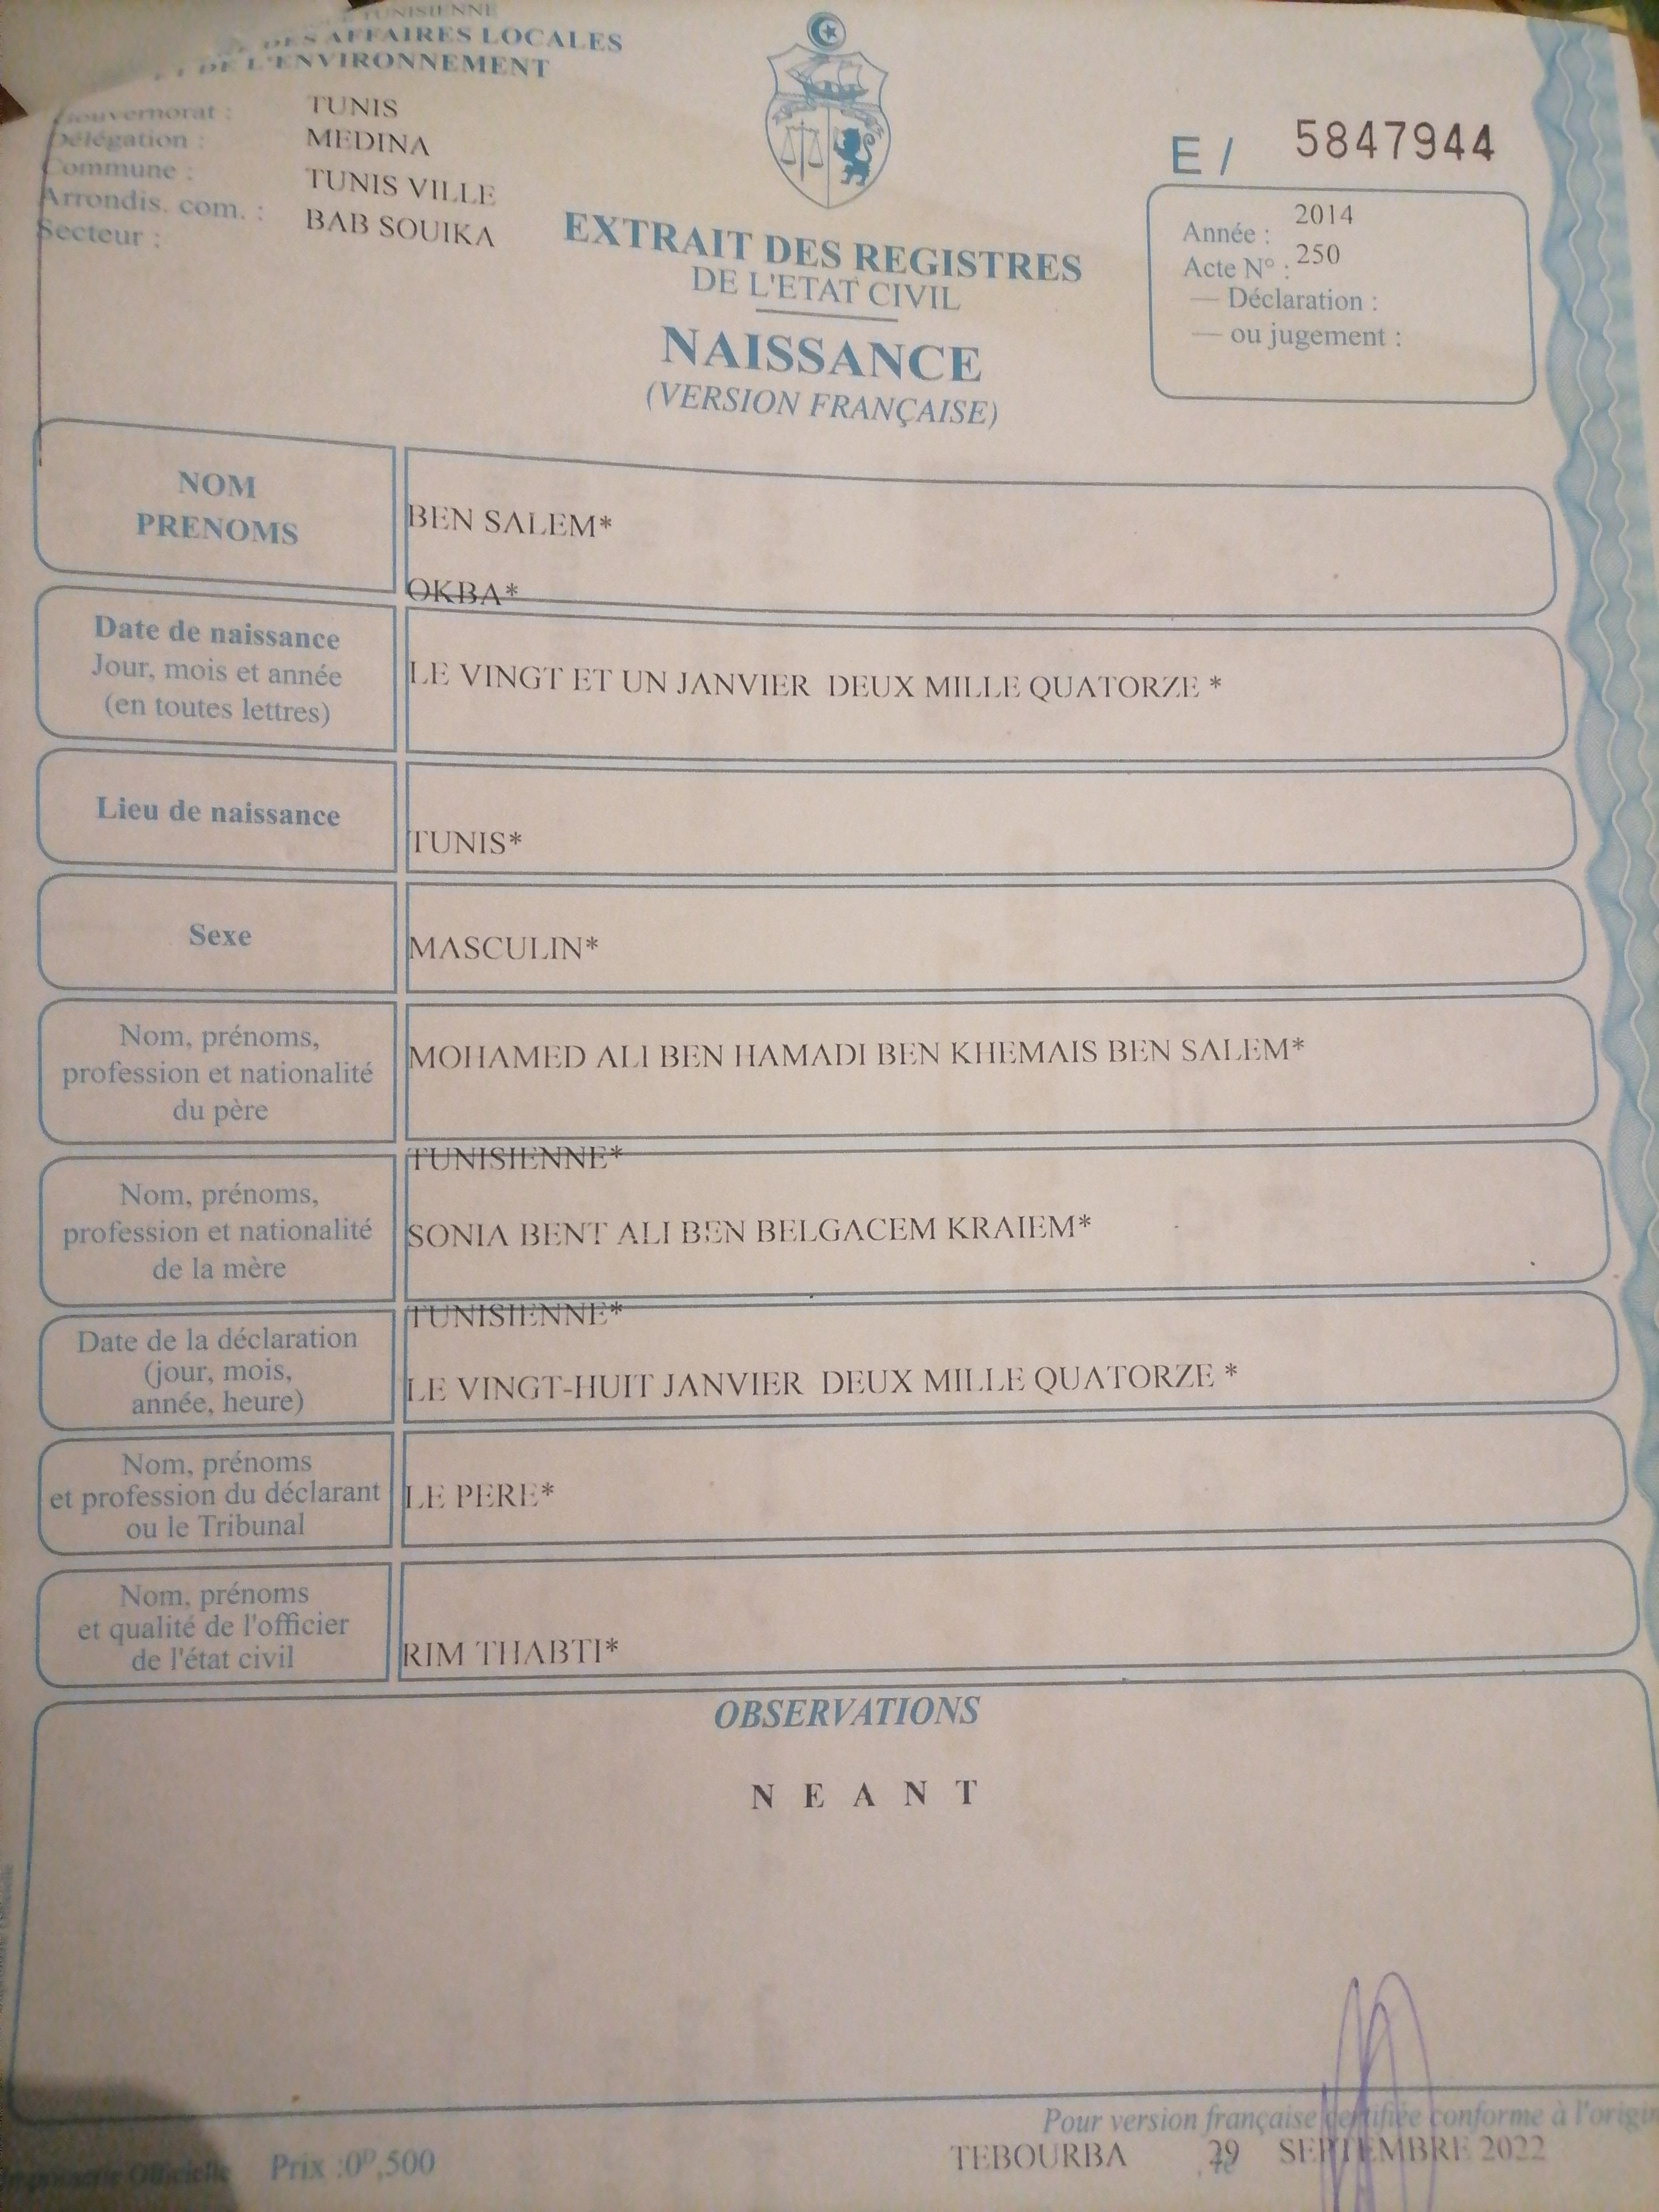 TUNISIENNE
DES AFFAIRES LOCALES
DE L'ENVIRONNEMENT
Gouvernorat : TUNIS
Délégation : MEDINA
Commune : TUNIS VILLE
Arrondis. com. : BAB SOUIKA
Secteur :
E / 5847944
Année : 2014
Acte N° : 250
— Déclaration :
— ou jugement :
EXTRAIT DES REGISTRES
DE L'ETAT CIVIL
NAISSANCE
(VERSION FRANÇAISE)
NOM
PRENOMS
BEN SALEM*
OKBA*
Date de naissance
Jour, mois et année
(en toutes lettres)
LE VINGT ET UN JANVIER DEUX MILLE QUATORZE *
Lieu de naissance
TUNIS*
Sexe
MASCULIN*
Nom, prénoms,
profession et nationalité
du père
MOHAMED ALI BEN HAMADI BEN KHEMAIS BEN SALEM*
TUNISIENNE*
Nom, prénoms,
profession et nationalité
de la mère
SONIA BENT ALI BEN BELGACEM KRAIEM*
TUNISIENNE*
Date de la déclaration
(jour, mois,
année, heure)
LE VINGT-HUIT JANVIER DEUX MILLE QUATORZE *
Nom, prénoms
et profession du déclarant
ou le Tribunal
LE PERE*
Nom, prénoms
et qualité de l'officier
de l'état civil
RIM THABTI*
OBSERVATIONS
N E A N T
Pour version française certifiée conforme à l'origin
TEBOURBA 29 SEPTEMBRE 2022
Imprimerie Officielle Prix :0ᴰ,500